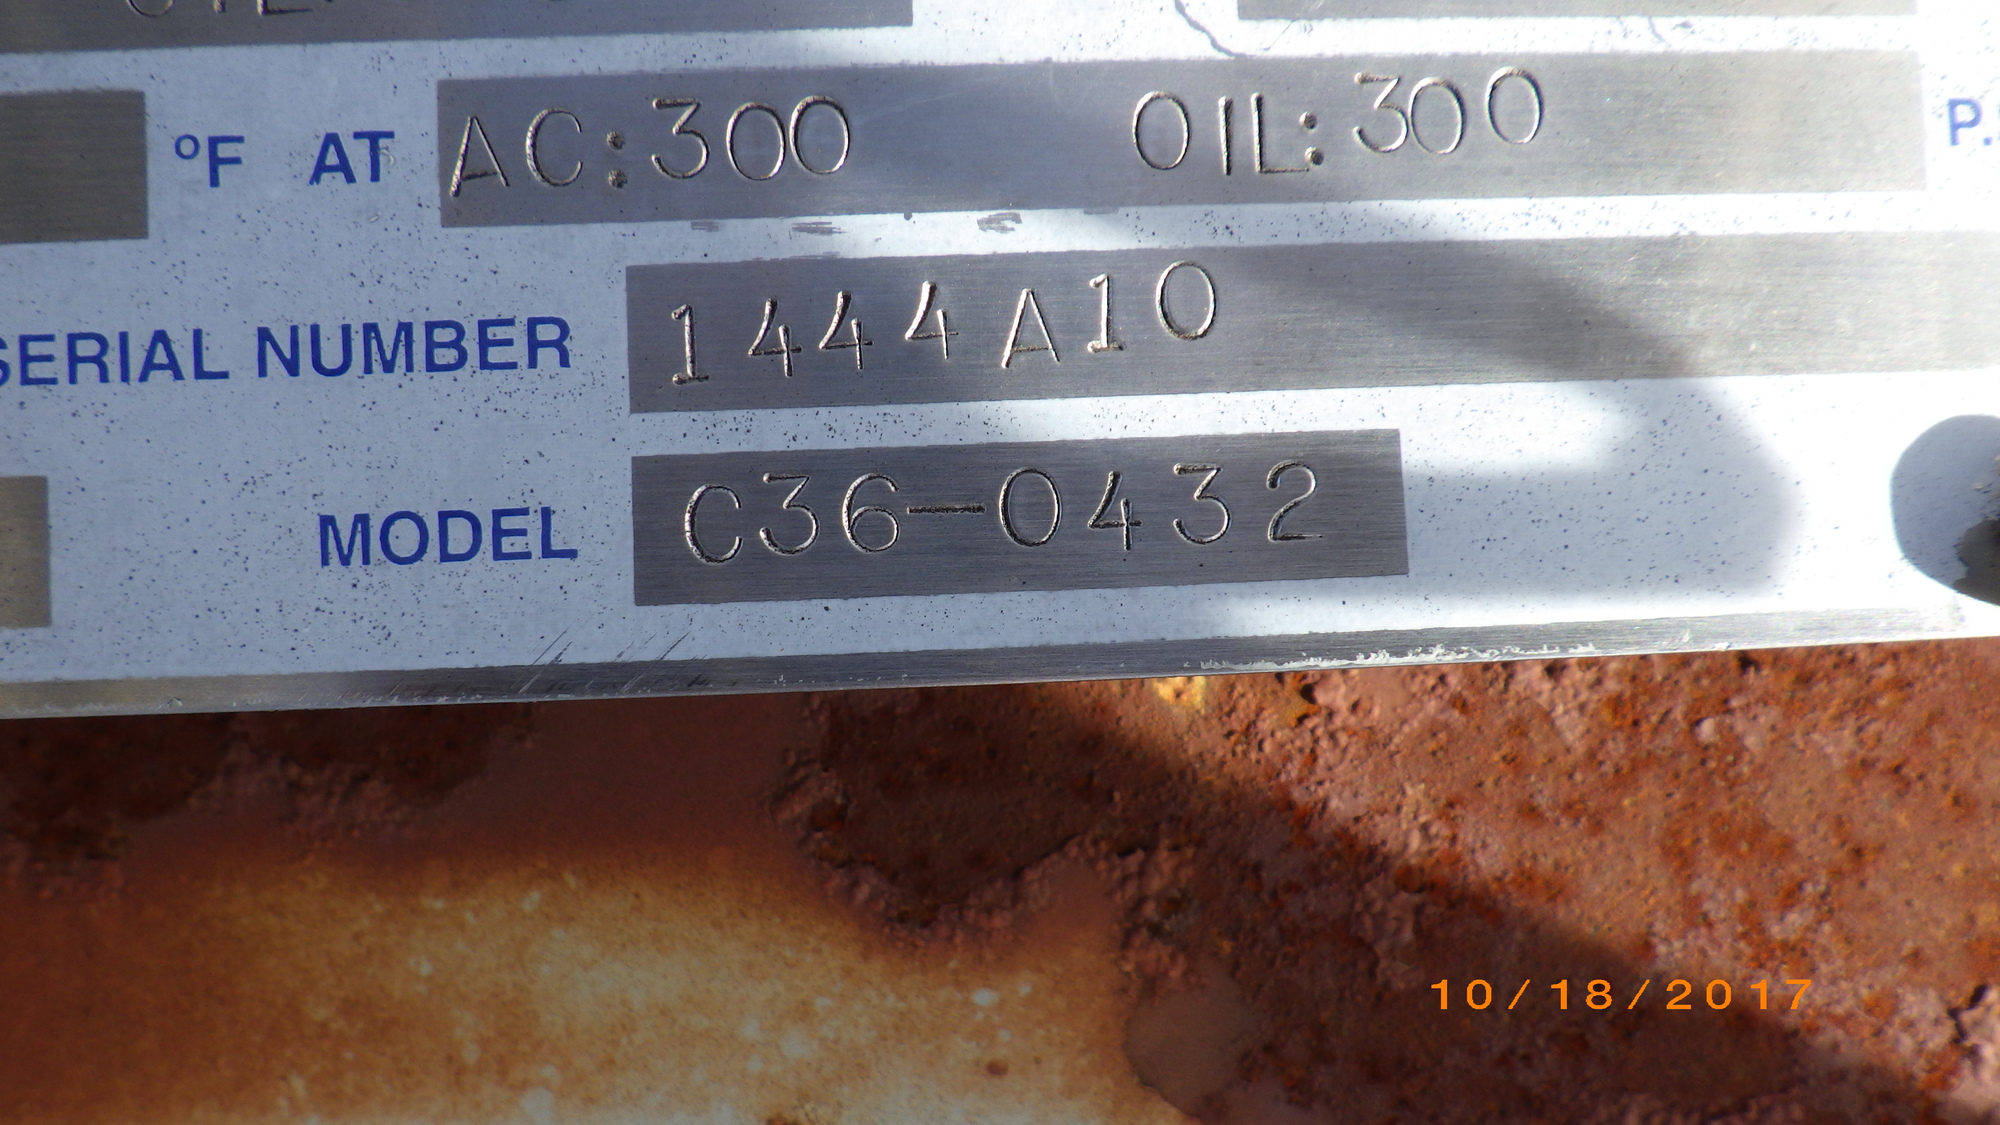 °F AT AC:300 OIL:300
SERIAL NUMBER 1444A10
MODEL C36-0432
10/18/2017